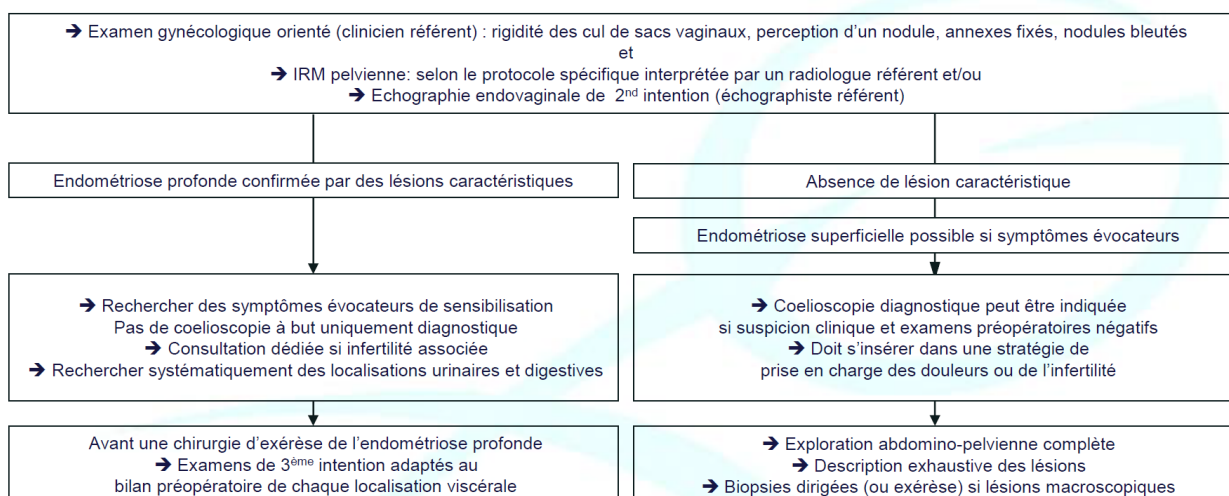 ➔ Examen gynécologique orienté (clinicien référent) : rigidité des cul de sacs vaginaux, perception d'un nodule, annexes fixés, nodules bleutés
et
➔ IRM pelvienne: selon le protocole spécifique interprétée par un radiologue référent et/ou
➔ Echographie endovaginale de 2nd intention (échographiste référent)
Endométriose profonde confirmée par des lésions caractéristiques
Absence de lésion caractéristique
Endométriose superficielle possible si symptômes évocateurs
➔ Rechercher des symptômes évocateurs de sensibilisation
Pas de coelioscopie à but uniquement diagnostique
➔ Consultation dédiée si infertilité associée
➔ Rechercher systématiquement des localisations urinaires et digestives
➔ Coelioscopie diagnostique peut être indiquée
si suspicion clinique et examens préopératoires négatifs
➔ Doit s'insérer dans une stratégie de
prise en charge des douleurs ou de l'infertilité
Avant une chirurgie d'exérèse de l'endométriose profonde
➔ Examens de 3ème intention adaptés au
bilan préopératoire de chaque localisation viscérale
➔ Exploration abdomino-pelvienne complète
➔ Description exhaustive des lésions
➔ Biopsies dirigées (ou exérèse) si lésions macroscopiques